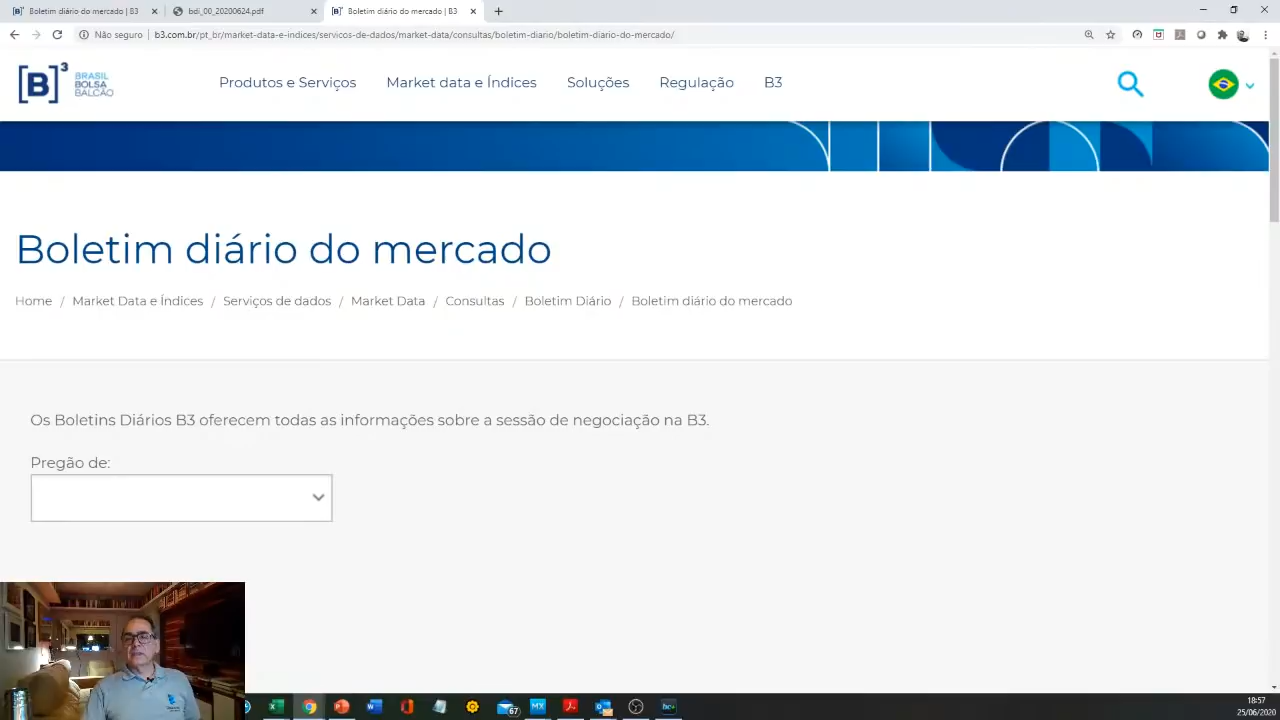 Boletim diário do mercado | B3
bdi_00_20200624.pdf
Boletim diário do mercado | B3
Não seguro
b3.com.br/pt_br/market-data-e-indices/servicos-de-dados/market-data/consultas/boletim-diario/boletim-diario-do-mercado/
[B]³ BRASIL BOLSA BALCÃO
Produtos e Serviços
Market data e Índices
Soluções
Regulação
B3
Boletim diário do mercado
Home / Market Data e Índices / Serviços de dados / Market Data / Consultas / Boletim Diário / Boletim diário do mercado
Os Boletins Diários B3 oferecem todas as informações sobre a sessão de negociação na B3.
Pregão de:
67
MX
18:57
25/06/2020